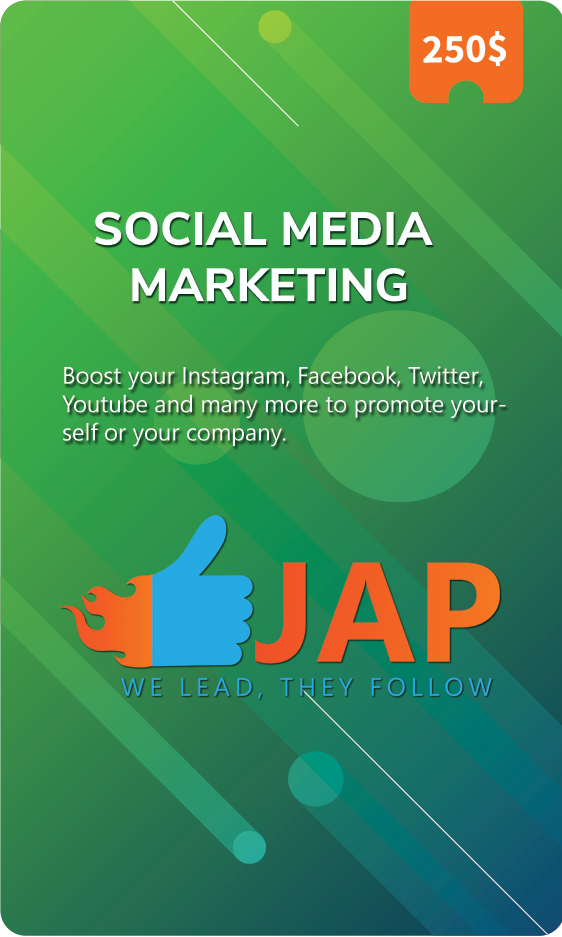 250$
SOCIAL MEDIA
MARKETING
Boost your Instagram, Facebook, Twitter,
Youtube and many more to promote your-
self or your company.
JAP
WE LEAD, THEY FOLLOW